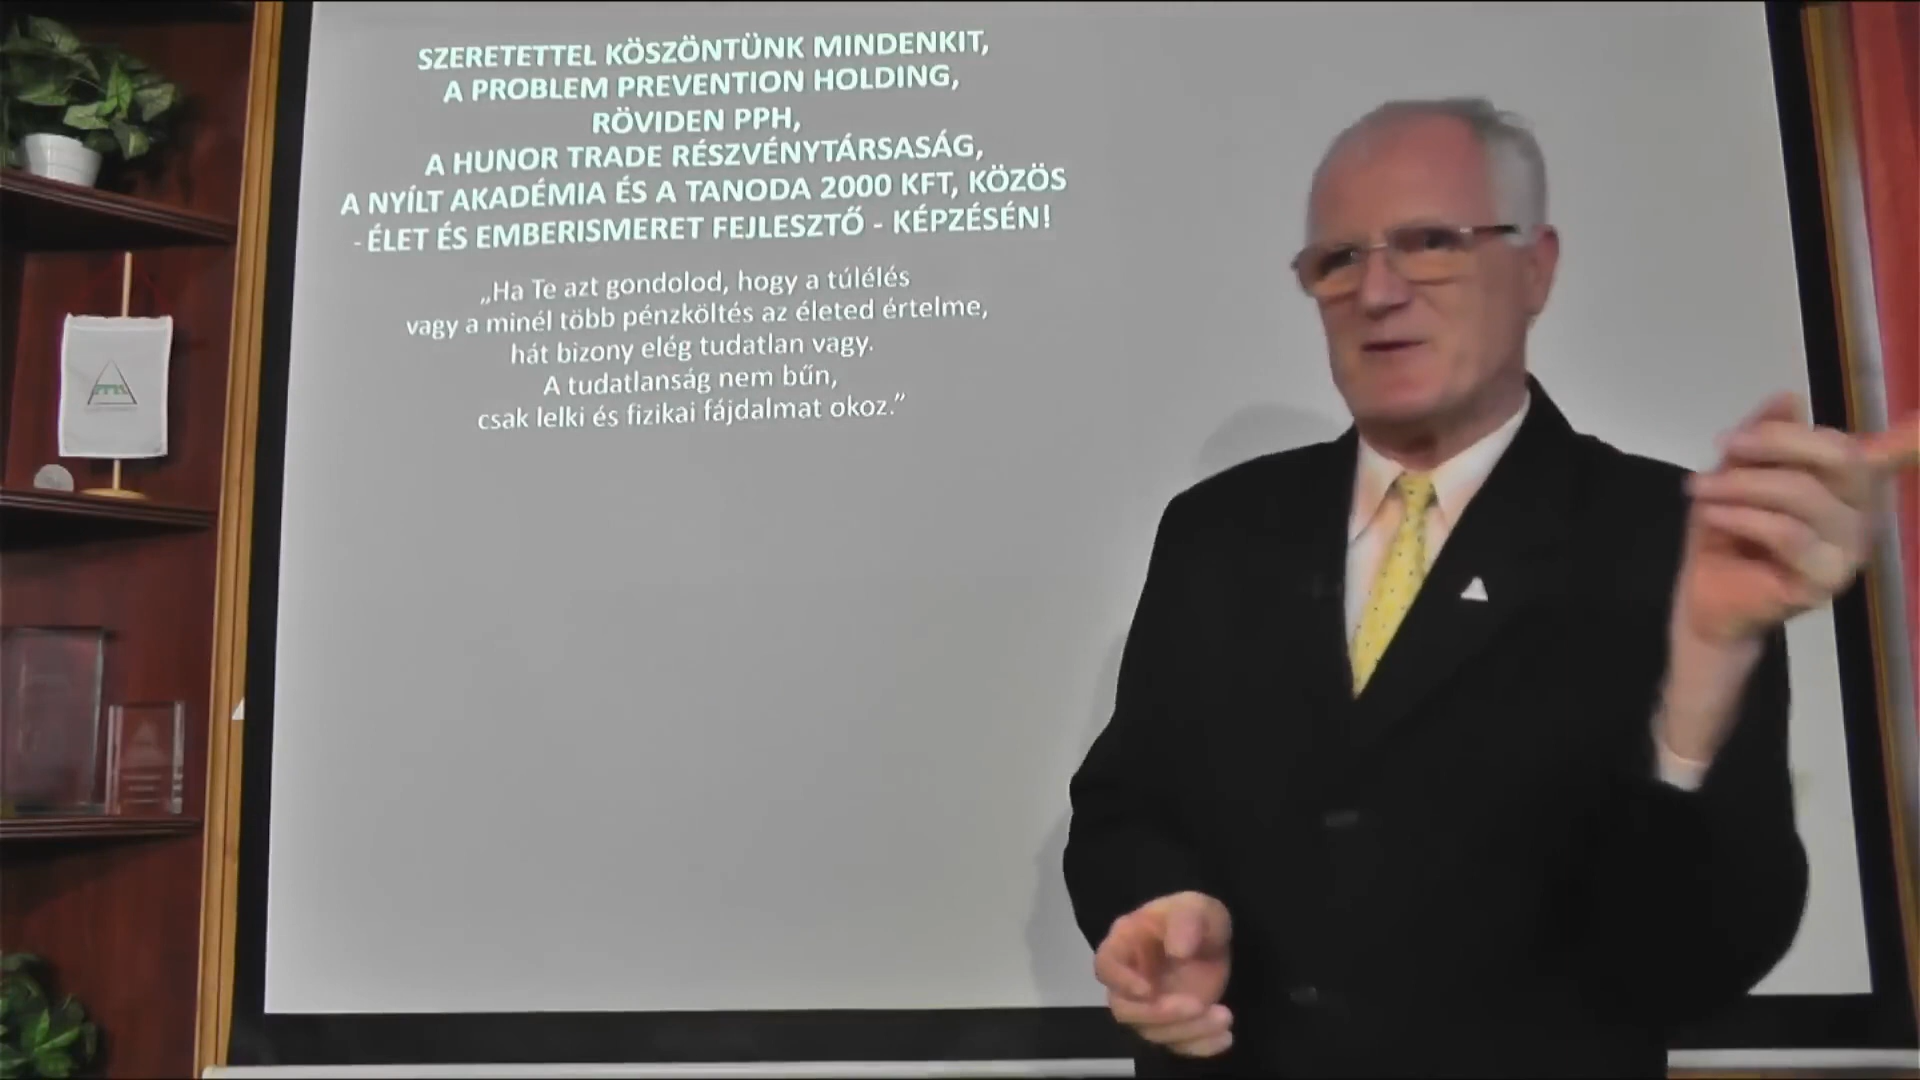 SZERETETTEL KÖSZÖNTÜNK MINDENKIT,
A PROBLEM PREVENTION HOLDING,
RÖVIDEN PPH,
A HUNOR TRADE RÉSZVÉNYTÁRSASÁG,
A NYÍLT AKADÉMIA ÉS A TANODA 2000 KFT, KÖZÖS
- ÉLET ÉS EMBERISMERET FEJLESZTŐ - KÉPZÉSÉN!
„Ha Te azt gondolod, hogy a túlélés
vagy a minél több pénzköltés az életed értelme,
hát bizony elég tudatlan vagy.
A tudatlanság nem bűn,
csak lelki és fizikai fájdalmat okoz.”